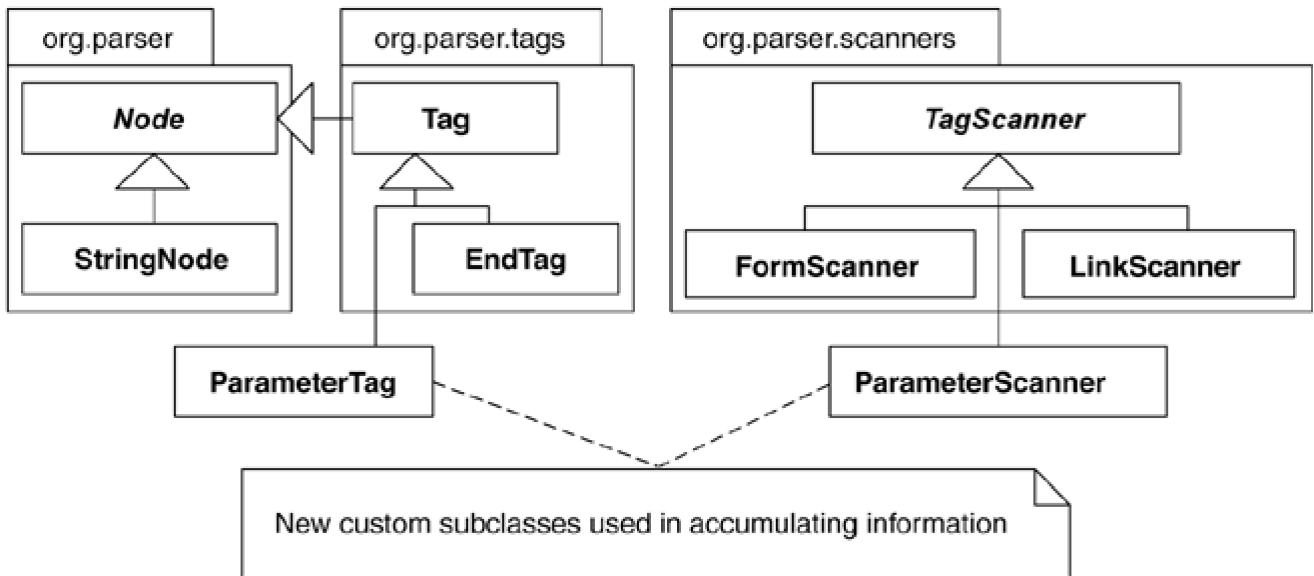 org.parser
org.parser.tags
org.parser.scanners
Node
Tag
TagScanner
StringNode
EndTag
FormScanner
LinkScanner
ParameterTag
ParameterScanner
New custom subclasses used in accumulating information